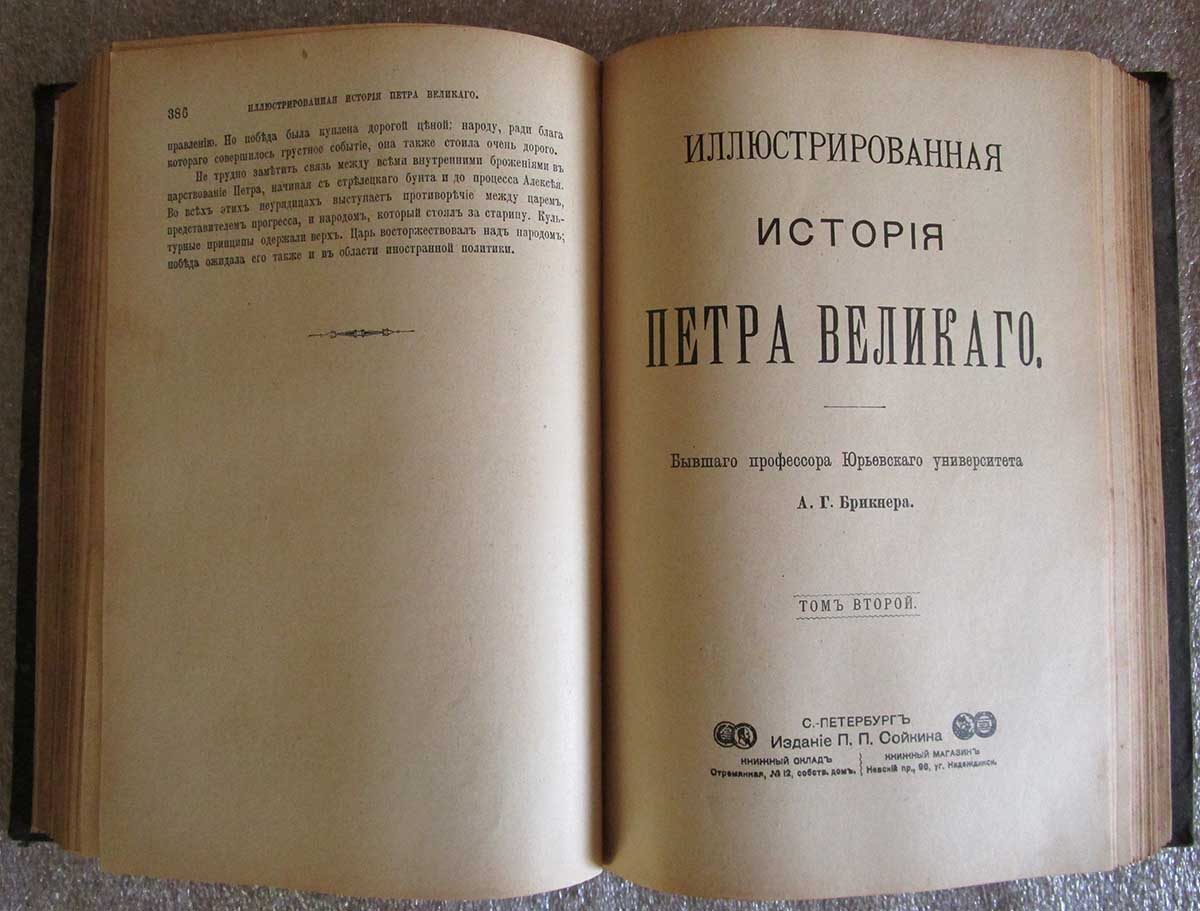 386
ИЛЛЮСТРИРОВАННАЯ ИСТОРІЯ ПЕТРА ВЕЛИКАГО.
правленію. Но побѣда была куплена дорогой цѣной: народу, ради блага
котораго совершилось грустное событіе, она также стоила очень дорого.
Не трудно замѣтить связь между всѣми внутренними броженіями въ
царствованіе Петра, начиная съ стрѣлецкаго бунта и до процесса Алексѣя.
Во всѣхъ этихъ неурядицахъ выступаетъ противорѣчіе между царемъ,
представителемъ прогресса, и народомъ, который стоялъ за старину. Куль-
турные принципы одержали верхъ. Царь восторжествовалъ надъ народомъ;
побѣда ожидала его также и въ области иностранной политики.
ИЛЛЮСТРИРОВАННАЯ
ИСТОРІЯ
ПЕТРА ВЕЛИКАГО.
Бывшаго профессора Юрьевскаго университета
А. Г. Брикнера.
ТОМЪ ВТОРОЙ.
С.-ПЕТЕРБУРГЪ
Изданіе П. П. Сойкина
КНИЖНЫЙ СКЛАДЪ
Стремянная, № 12, собств. домъ.
КНИЖНЫЙ МАГАЗИНЪ
Невскій пр., 96, уг. Надеждинск.